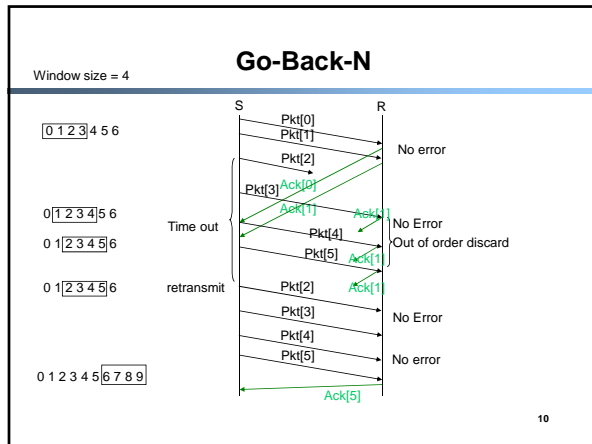 Go-Back-N
Window size = 4
S R
Pkt[0]
0 1 2 3 4 5 6
Pkt[1]
No error
Pkt[2]
Ack[0]
Pkt[3]
Ack[1]
Ack[1]
0 1 2 3 4 5 6
No Error
Time out
Pkt[4]
Out of order discard
0 1 2 3 4 5 6
Pkt[5]
Ack[1]
0 1 2 3 4 5 6
retransmit
Pkt[2]
Ack[1]
Pkt[3]
No Error
Pkt[4]
No error
Pkt[5]
0 1 2 3 4 5 6 7 8 9
Ack[5]
10